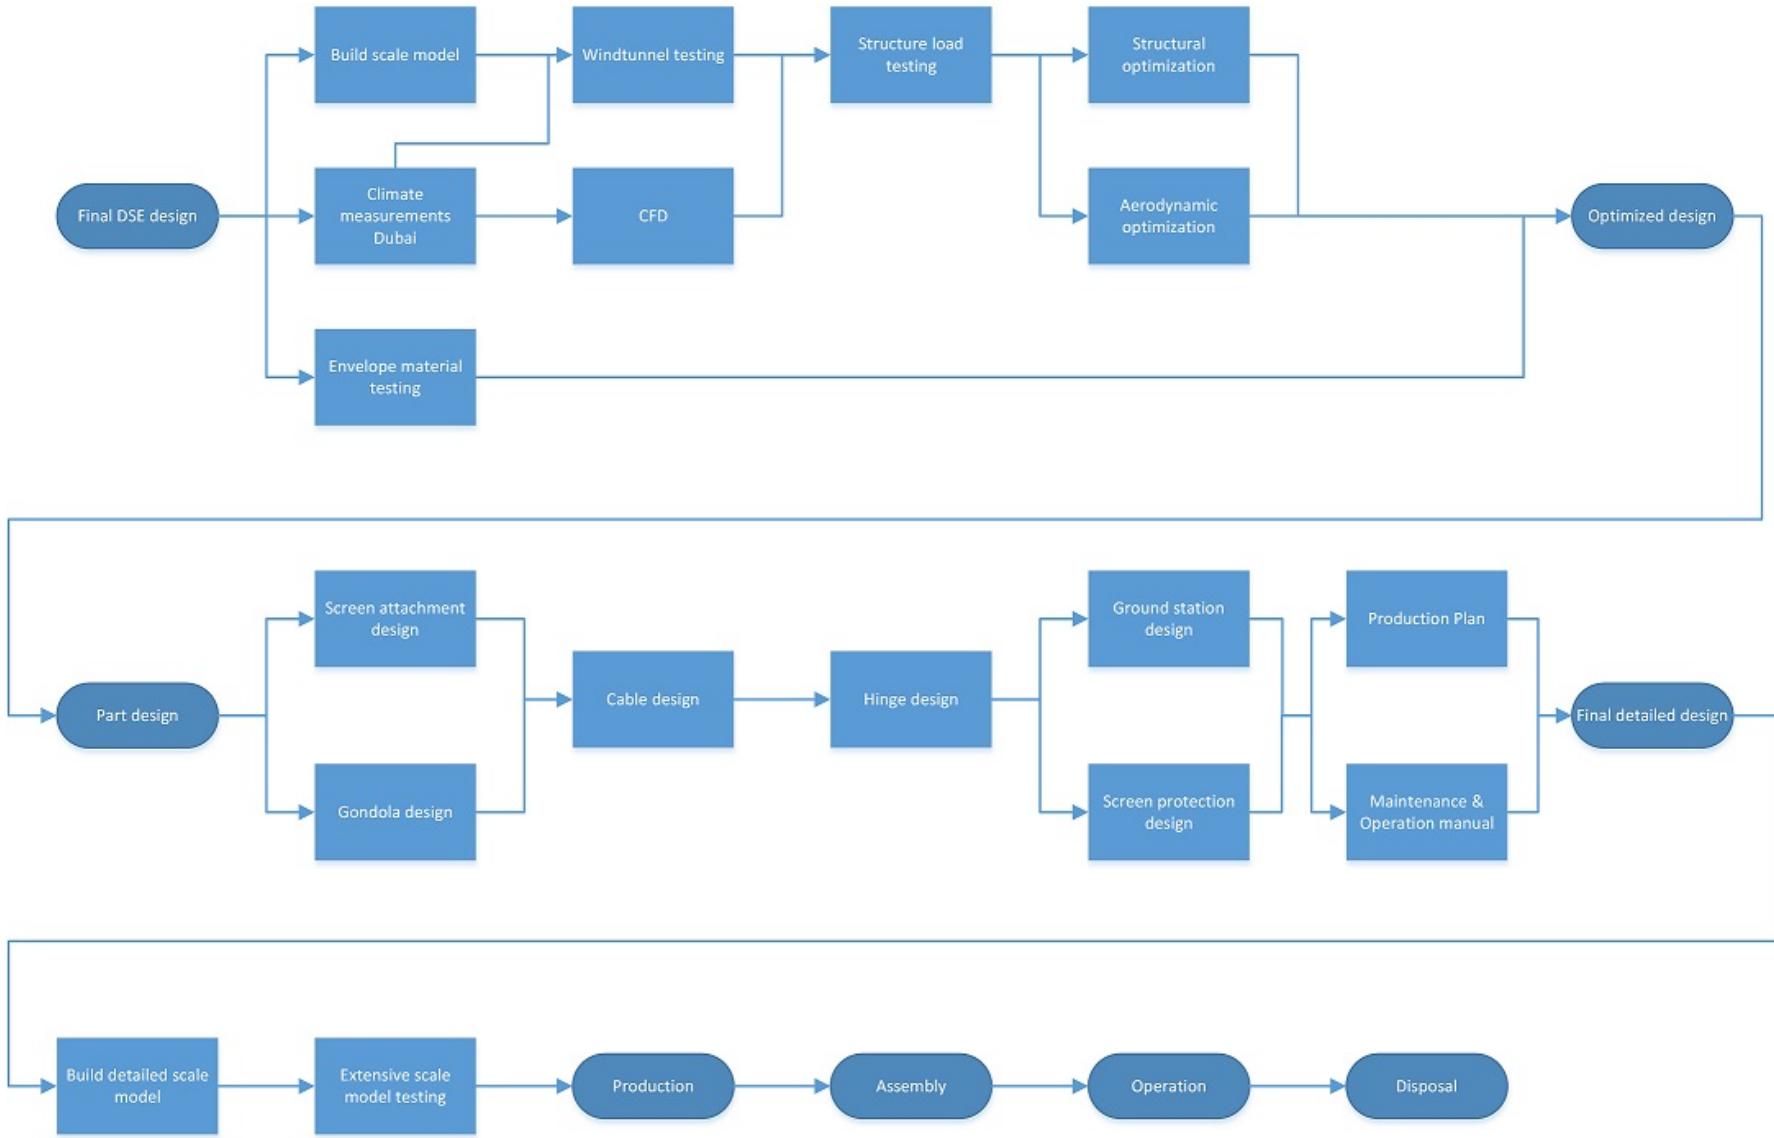 Build scale model
Windtunnel testing
Structure load
testing
Structural
optimization
Final DSE design
Climate
measurements
Dubai
CFD
Aerodynamic
optimization
Optimized design
Envelope material
testing
Screen attachment
design
Ground station
design
Production Plan
Part design
Cable design
Hinge design
Final detailed design
Gondola design
Screen protection
design
Maintenance &
Operation manual
Build detailed scale
model
Extensive scale
model testing
Production
Assembly
Operation
Disposal